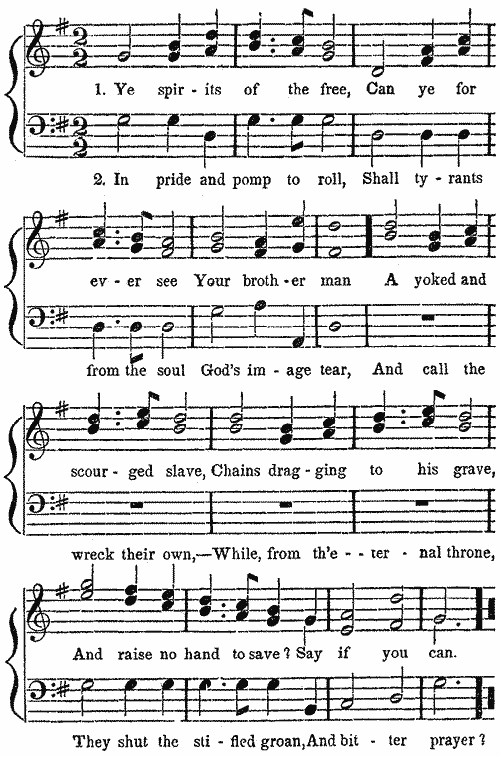 1. Ye spir - its of the free, Can ye for
2. In pride and pomp to roll, Shall ty - rants
ev - er see Your broth - er man A yoked and
from the soul God's im - age tear, And call the
scour - ged slave, Chains drag - ging to his grave,
wreck their own,—While, from th'e - - ter - nal throne,
And raise no hand to save? Say if you can.
They shut the sti - fled groan, And bit - ter prayer?